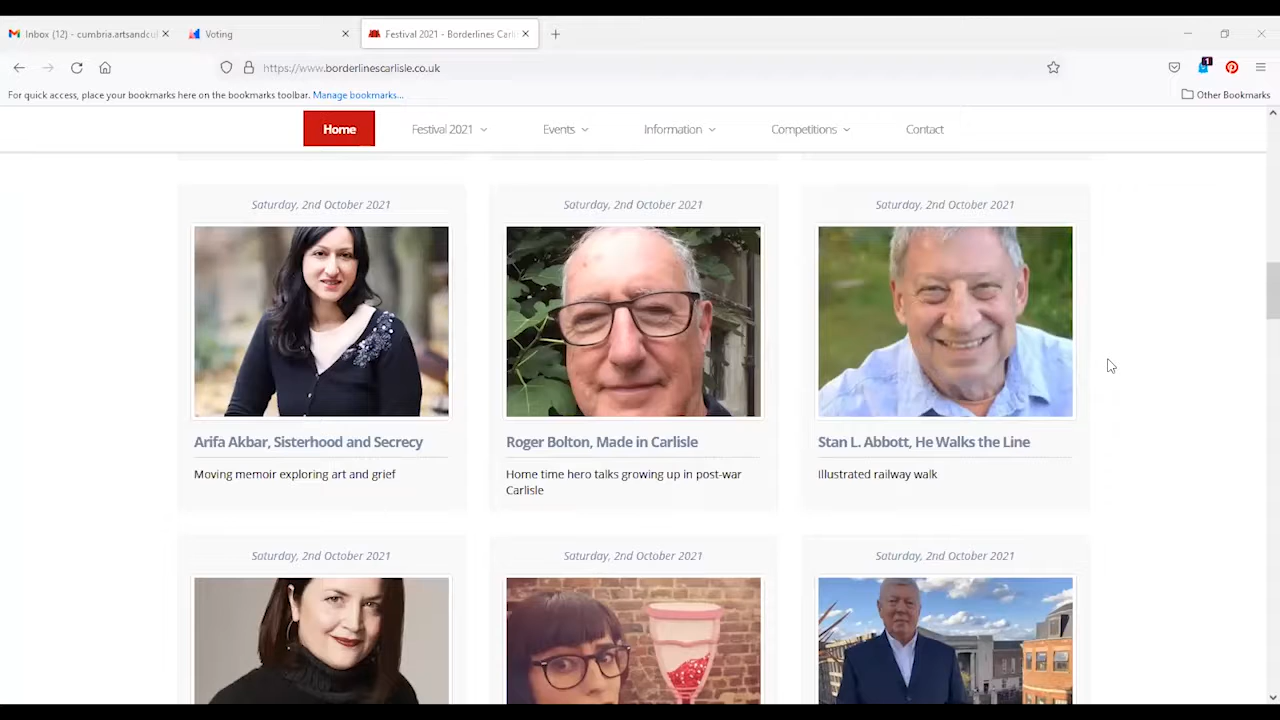 Inbox (12) - cumbria.artsandcul
Voting
Festival 2021 - Borderlines Carli
https://www.borderlinescarlisle.co.uk
1
For quick access, place your bookmarks here on the bookmarks toolbar. Manage bookmarks...
Other Bookmarks
Home
Festival 2021
Events
Information
Competitions
Contact
Saturday, 2nd October 2021
Saturday, 2nd October 2021
Saturday, 2nd October 2021
Arifa Akbar, Sisterhood and Secrecy
Roger Bolton, Made in Carlisle
Stan L. Abbott, He Walks the Line
Moving memoir exploring art and grief
Home time hero talks growing up in post-war
Carlisle
Illustrated railway walk
Saturday, 2nd October 2021
Saturday, 2nd October 2021
Saturday, 2nd October 2021